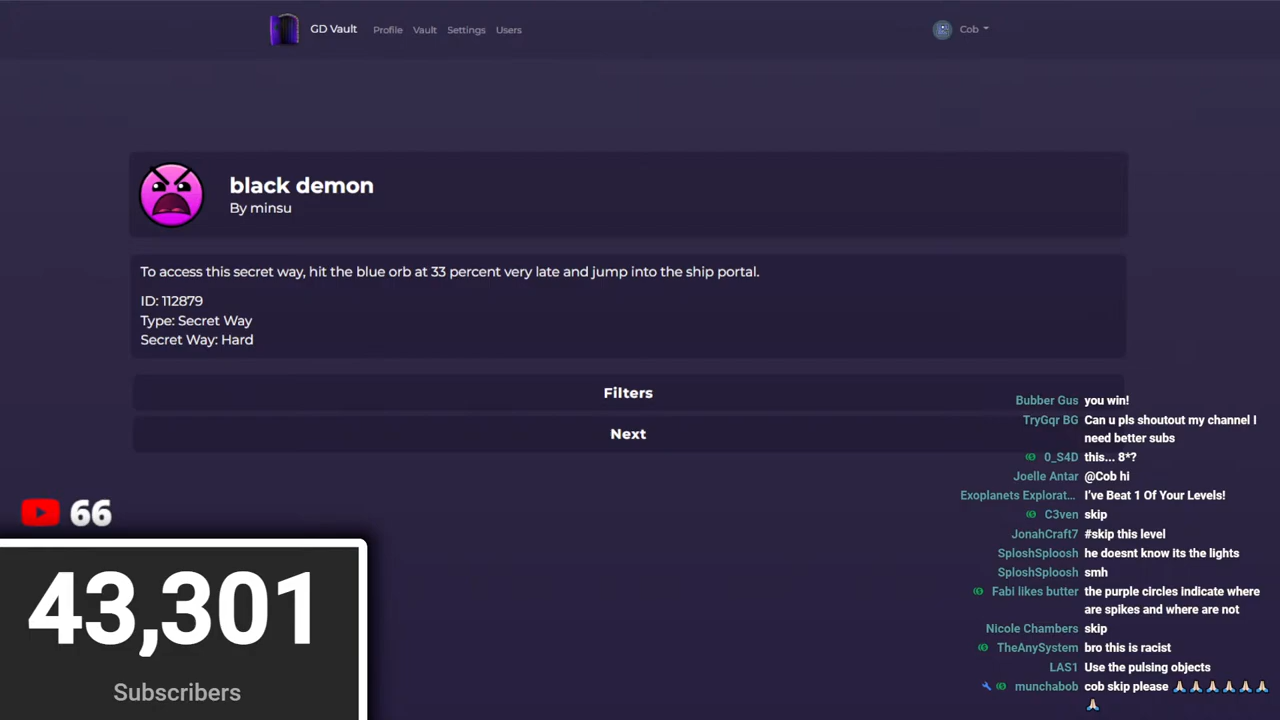 GD Vault Profile Vault Settings Users Cob
black demon
By minsu
To access this secret way, hit the blue orb at 33 percent very late and jump into the ship portal.
ID: 112879
Type: Secret Way
Secret Way: Hard
Filters
Next
66
43,301
Subscribers
Bubber Gus you win!
TryGqr BG Can u pls shoutout my channel I
need better subs
0_S4D this... 8*?
Joelle Antar @Cob hi
Exoplanets Explorat... I've Beat 1 Of Your Levels!
C3ven skip
JonahCraft7 #skip this level
SploshSploosh he doesnt know its the lights
SploshSploosh smh
Fabi likes butter the purple circles indicate where
are spikes and where are not
Nicole Chambers skip
TheAnySystem bro this is racist
LAS1 Use the pulsing objects
munchabob cob skip please 🙏🏻🙏🏻🙏🏻🙏🏻🙏🏻🙏🏻
🙏🏻